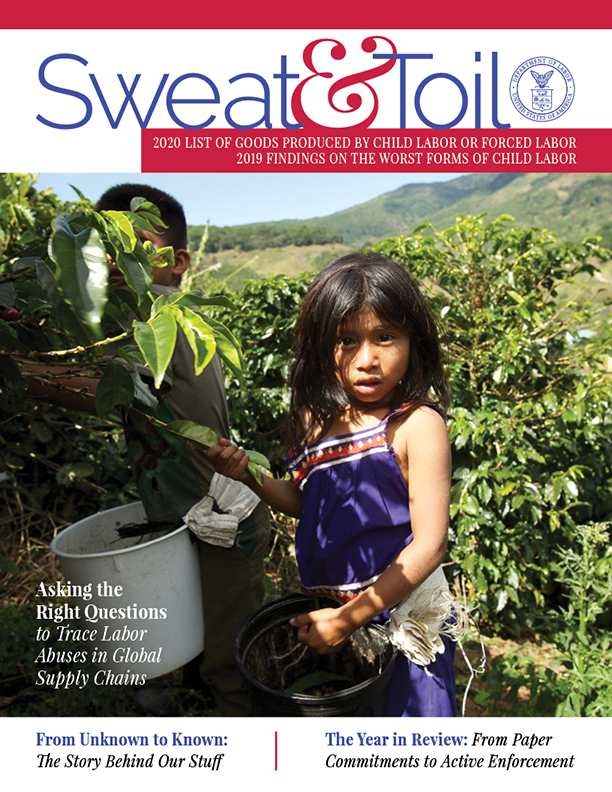 Sweat & Toil
DEPARTMENT OF LABOR
UNITED STATES OF AMERICA
2020 LIST OF GOODS PRODUCED BY CHILD LABOR OR FORCED LABOR
2019 FINDINGS ON THE WORST FORMS OF CHILD LABOR
Asking the
Right Questions
to Trace Labor
Abuses in Global
Supply Chains
From Unknown to Known:
The Story Behind Our Stuff
The Year in Review: From Paper
Commitments to Active Enforcement